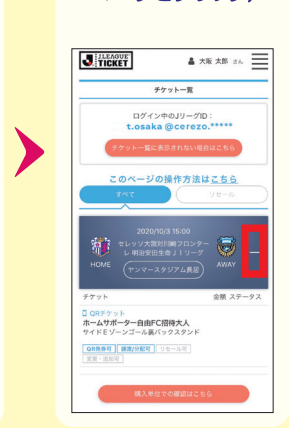 J.LEAGUE
TICKET
大阪 太郎 さん
チケット一覧
ログイン中のJリーグID：
t.osaka@cerezo.*****
チケット一覧に表示されない場合はこちら
このページの操作方法はこちら
すべて
リセール
2020/10/3 15:00
セレッソ大阪対川崎フロンター
レ 明治安田生命Ｊ１リーグ
HOME
ヤンマースタジアム長居
AWAY
チケット
金額 ステータス
QRチケット
ホームサポーター自由FC招待大人
サイドEゾーンゴール裏バックスタンド
QR発券可
譲渡/分配可
リセール可
変更・追加可
購入単位での確認はこちら